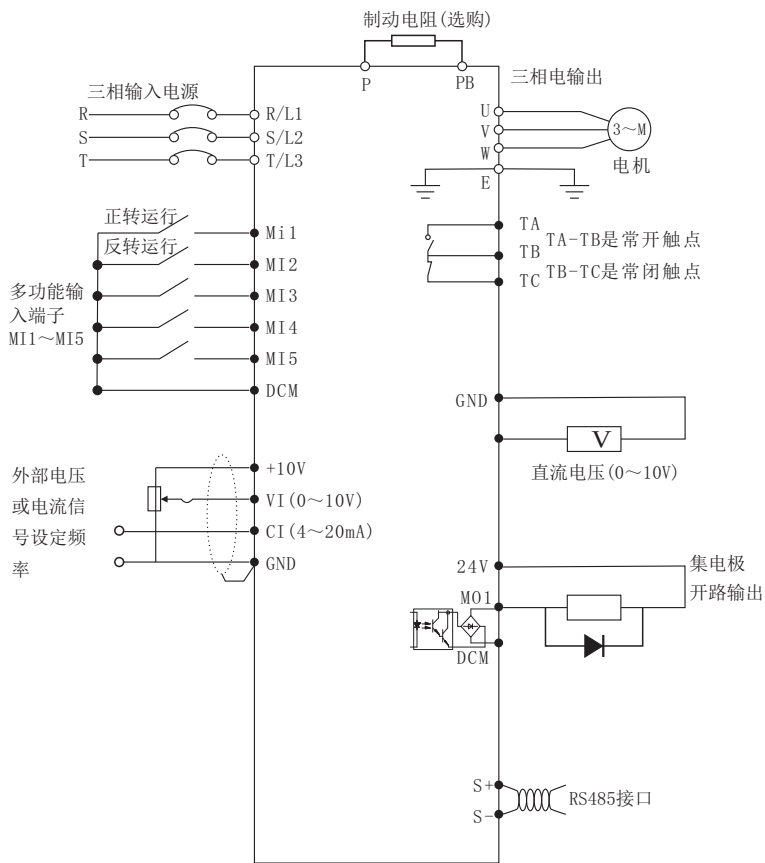 制动电阻(选购)
P
PB
三相输入电源
三相电输出
R
R/L1
S
S/L2
T
T/L3
U
V
W
3～M
电机
E
正转运行
Mi1
反转运行
MI2
MI3
MI4
MI5
DCM
多功能输
入端子
MI1～MI5
TA
TB
TC
TA-TB是常开触点
TB-TC是常闭触点
GND
V
直流电压(0～10V)
外部电压
或电流信
号设定频
率
+10V
VI(0～10V)
CI(4～20mA)
GND
24V
MO1
DCM
集电极
开路输出
S+
S-
RS485接口